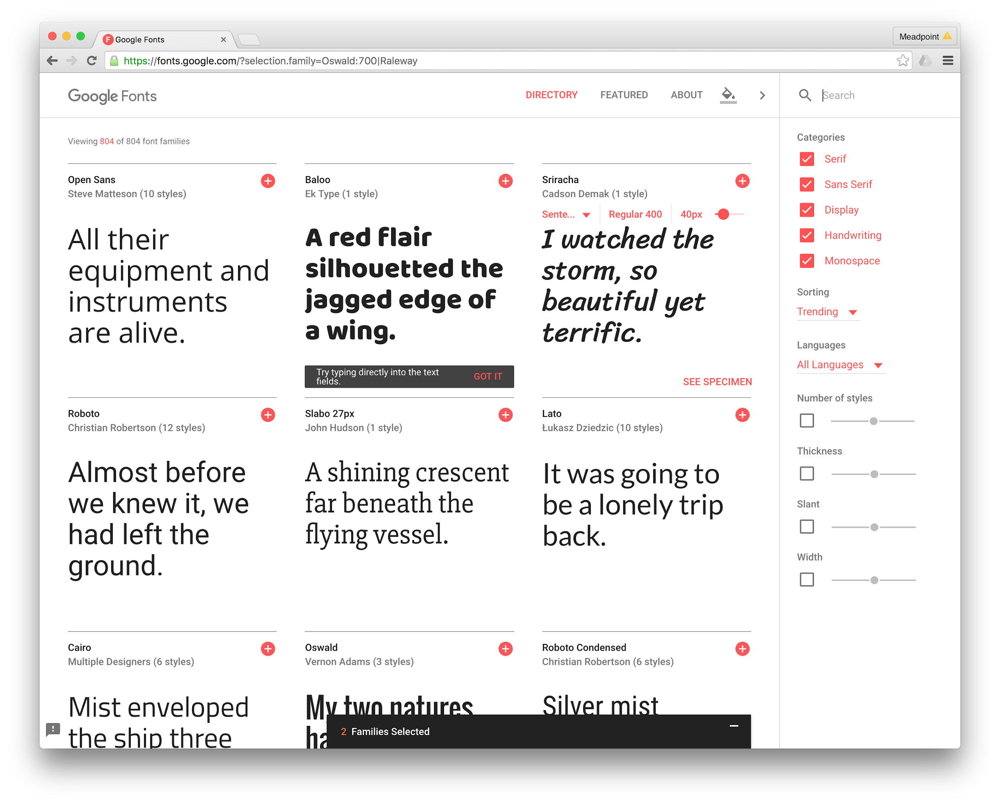 Google Fonts
Meadpoint
https://fonts.google.com/?selection.family=Oswald:700|Raleway
Google Fonts
DIRECTORY
FEATURED
ABOUT
Search
Viewing 804 of 804 font families
Open Sans
Steve Matteson (10 styles)
All their
equipment and
instruments
are alive.
Baloo
Ek Type (1 style)
A red flair
silhouetted the
jagged edge of
a wing.
Try typing directly into the text
fields.
GOT IT
Sriracha
Cadson Demak (1 style)
Sente...
Regular 400
40px
I watched the
storm, so
beautiful yet
terrific.
SEE SPECIMEN
Roboto
Christian Robertson (12 styles)
Almost before
we knew it, we
had left the
ground.
Slabo 27px
John Hudson (1 style)
A shining crescent
far beneath the
flying vessel.
Lato
Łukasz Dziedzic (10 styles)
It was going to
be a lonely trip
back.
Cairo
Multiple Designers (6 styles)
Mist enveloped
the ship three
Oswald
Vernon Adams (3 styles)
My two natures
ha
Roboto Condensed
Christian Robertson (6 styles)
Silver mist
2 Families Selected
Categories
Serif
Sans Serif
Display
Handwriting
Monospace
Sorting
Trending
Languages
All Languages
Number of styles
Thickness
Slant
Width